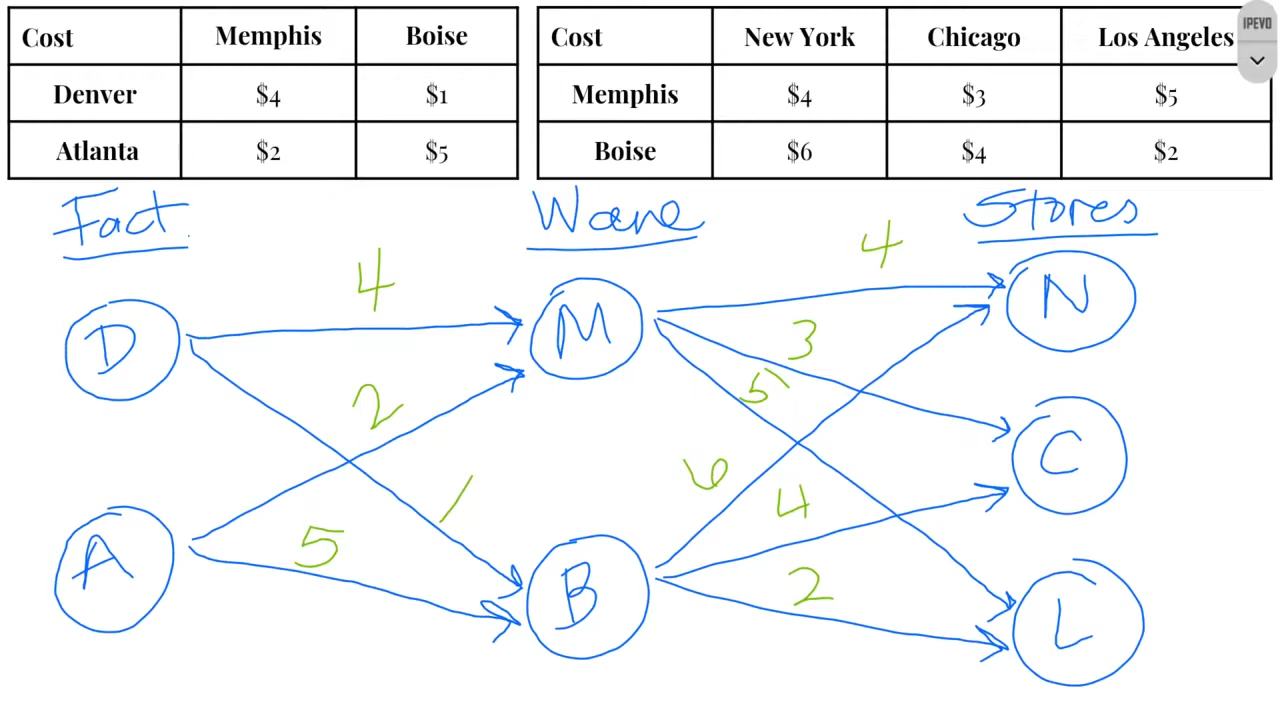 Cost Memphis Boise
Denver $4 $1
Atlanta $2 $5
Cost New York Chicago Los Angeles
Memphis $4 $3 $5
Boise $6 $4 $2
IPEVO
Fact. Ware Stores
4 4
D M N
3
2 5
6 C
1 4
A 5
B 2 L